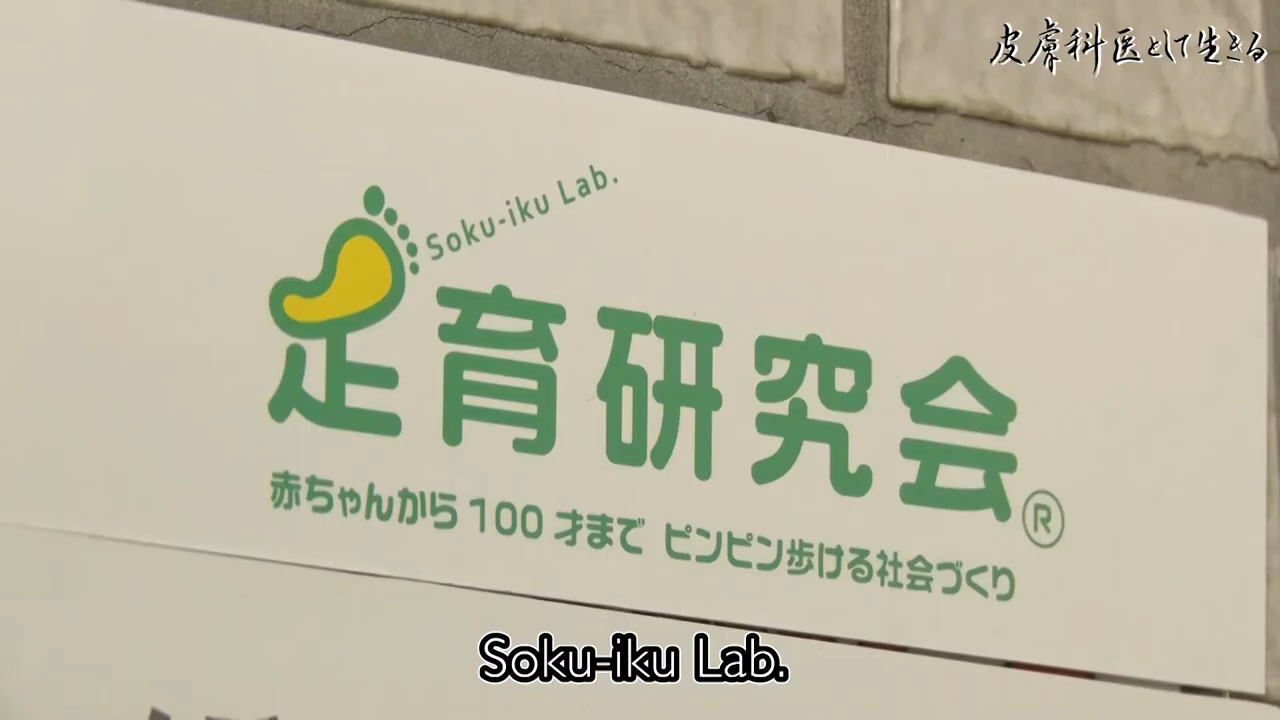 皮膚科医として生きる
Soku-iku Lab.
足育研究会
®
赤ちゃんから100才まで ピンピン歩ける社会づくり
Soku-iku Lab.